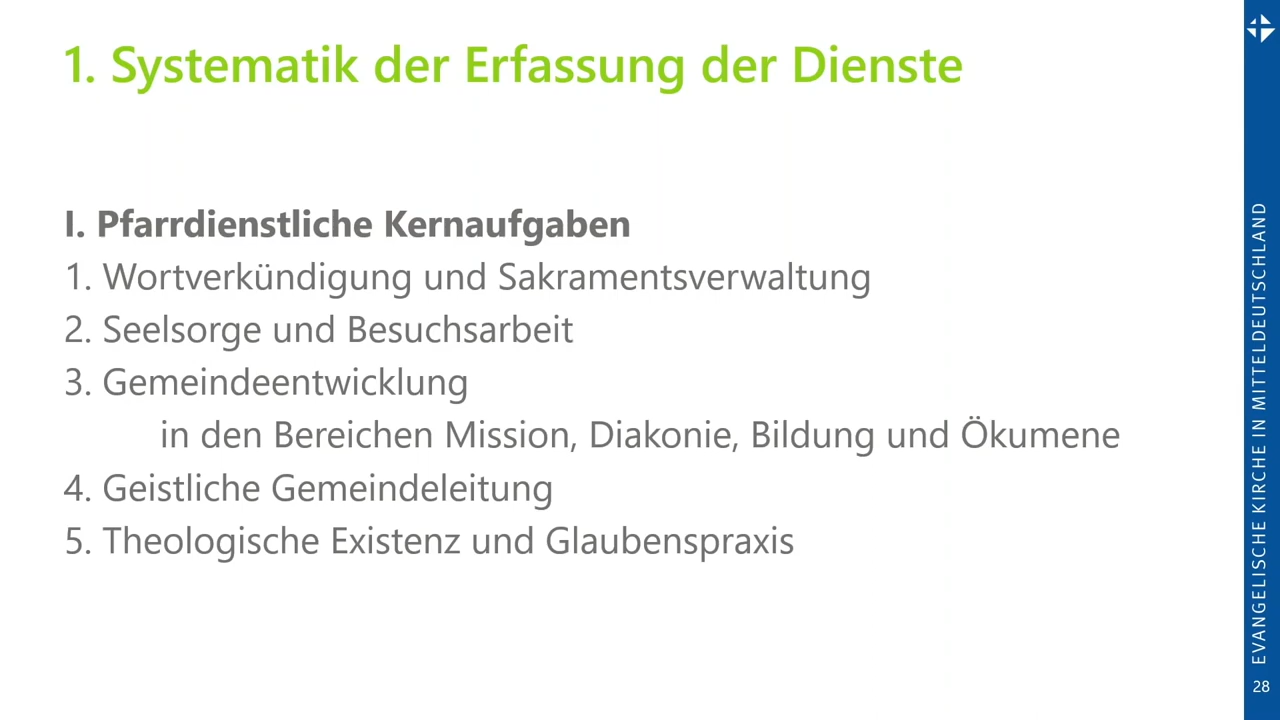 1. Systematik der Erfassung der Dienste
I. Pfarrdienstliche Kernaufgaben
1. Wortverkündigung und Sakramentsverwaltung
2. Seelsorge und Besuchsarbeit
3. Gemeindeentwicklung
in den Bereichen Mission, Diakonie, Bildung und Ökumene
4. Geistliche Gemeindeleitung
5. Theologische Existenz und Glaubenspraxis
EVANGELISCHE KIRCHE IN MITTELDEUTSCHLAND
28